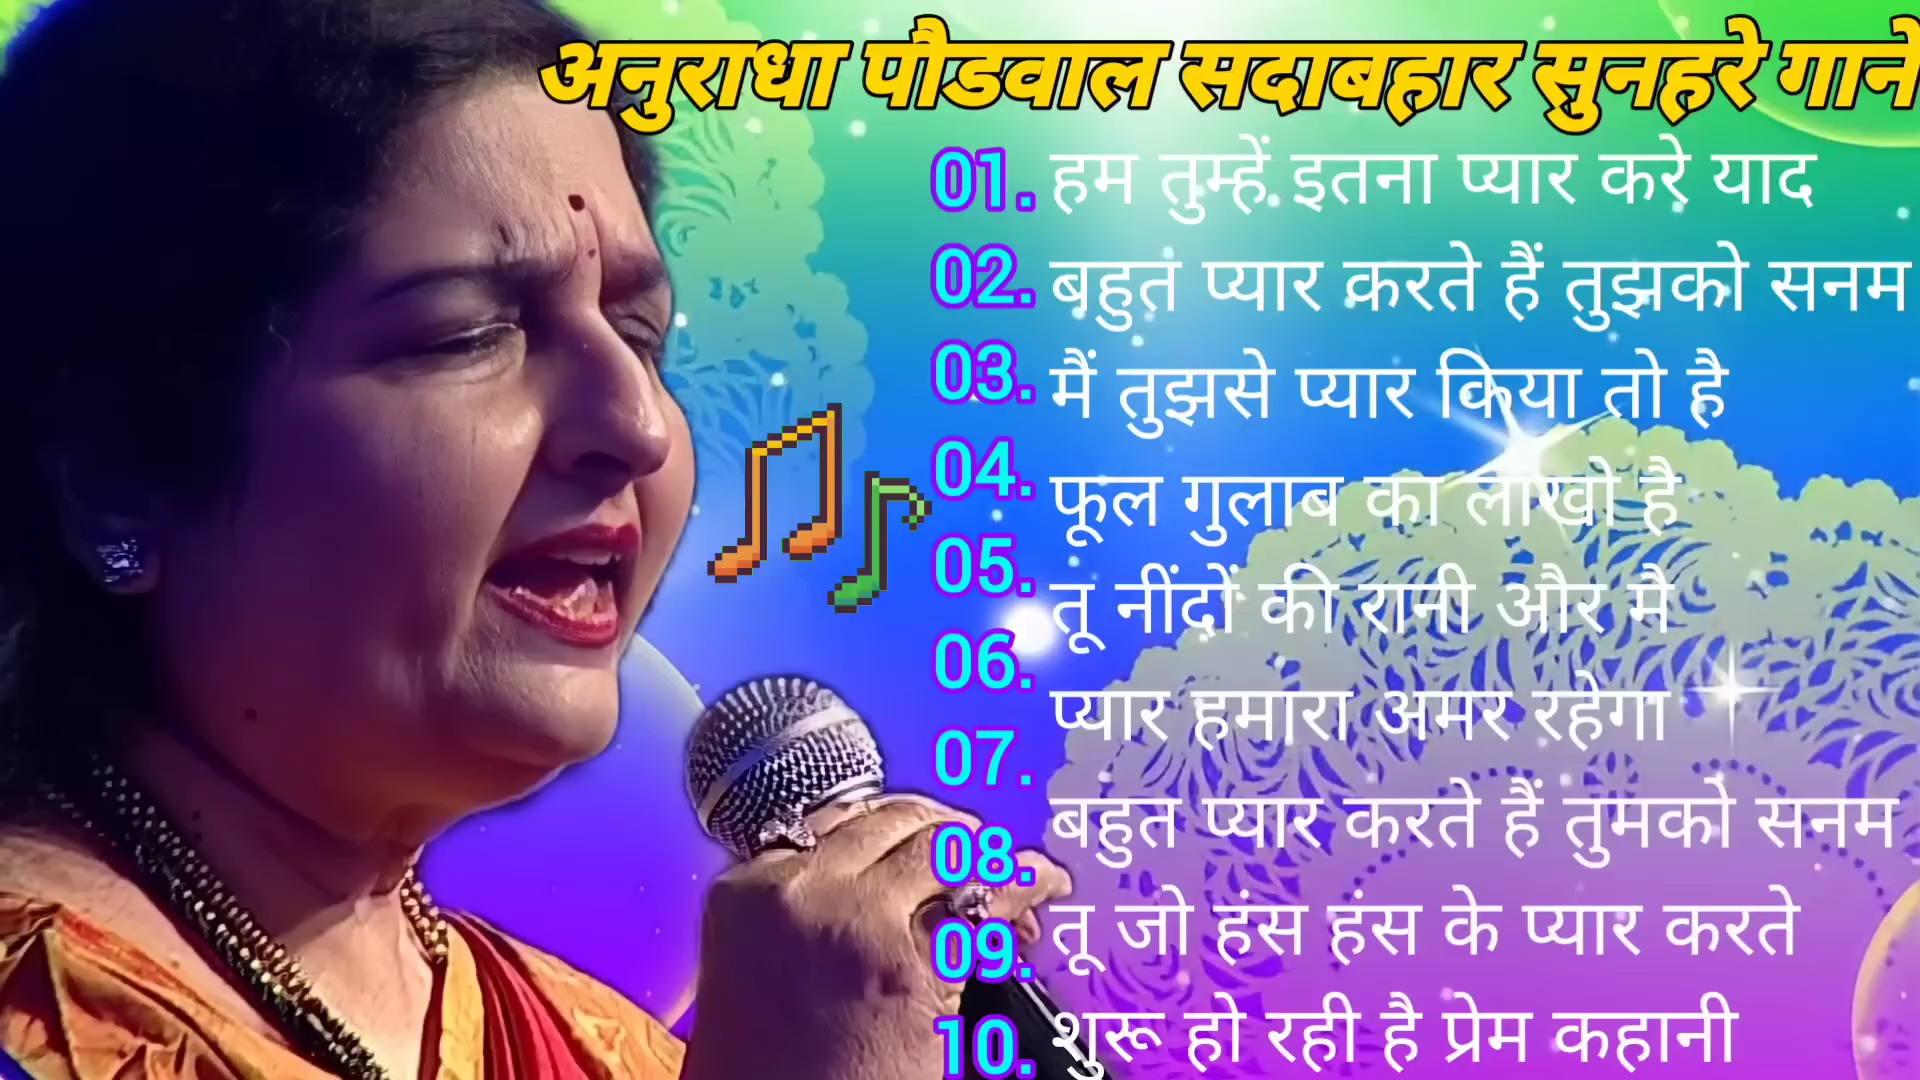 अनुराधा पौडवाल सदाबहार सुनहरे गाने
01. हम तुम्हें इतना प्यार करे याद
02. बहुत प्यार करते हैं तुझको सनम
03. मैं तुझसे प्यार किया तो है
04. फूल गुलाब का लाखो है
05. तू नींदों की रानी और मै
06. प्यार हमारा अमर रहेगा
07. बहुत प्यार करते हैं तुमको सनम
08. तू जो हंस हंस के प्यार करते
09. शुरू हो रही है प्रेम कहानी
10.